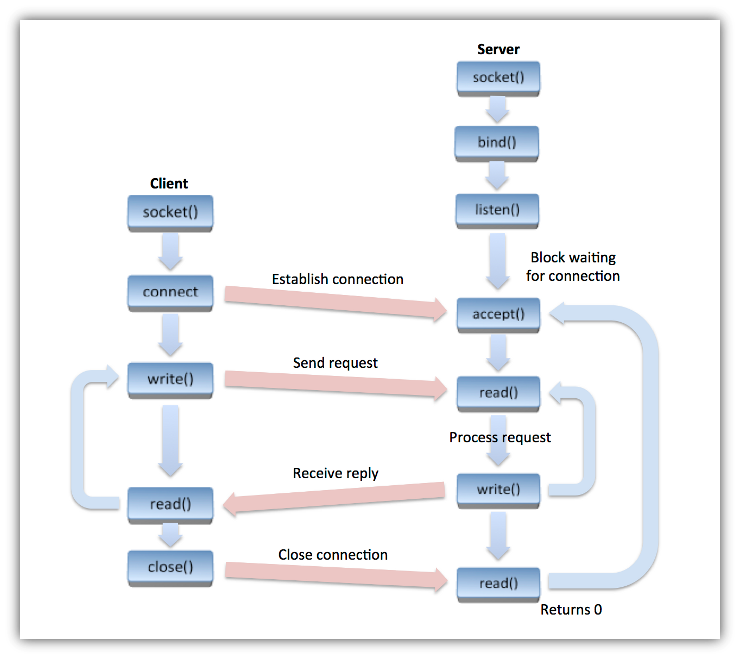 Server
socket()
bind()
Client
socket()
listen()
Block waiting
for connection
Establish connection
connect
accept()
Send request
write()
read()
Process request
Receive reply
write()
read()
Close connection
close()
read()
Returns 0